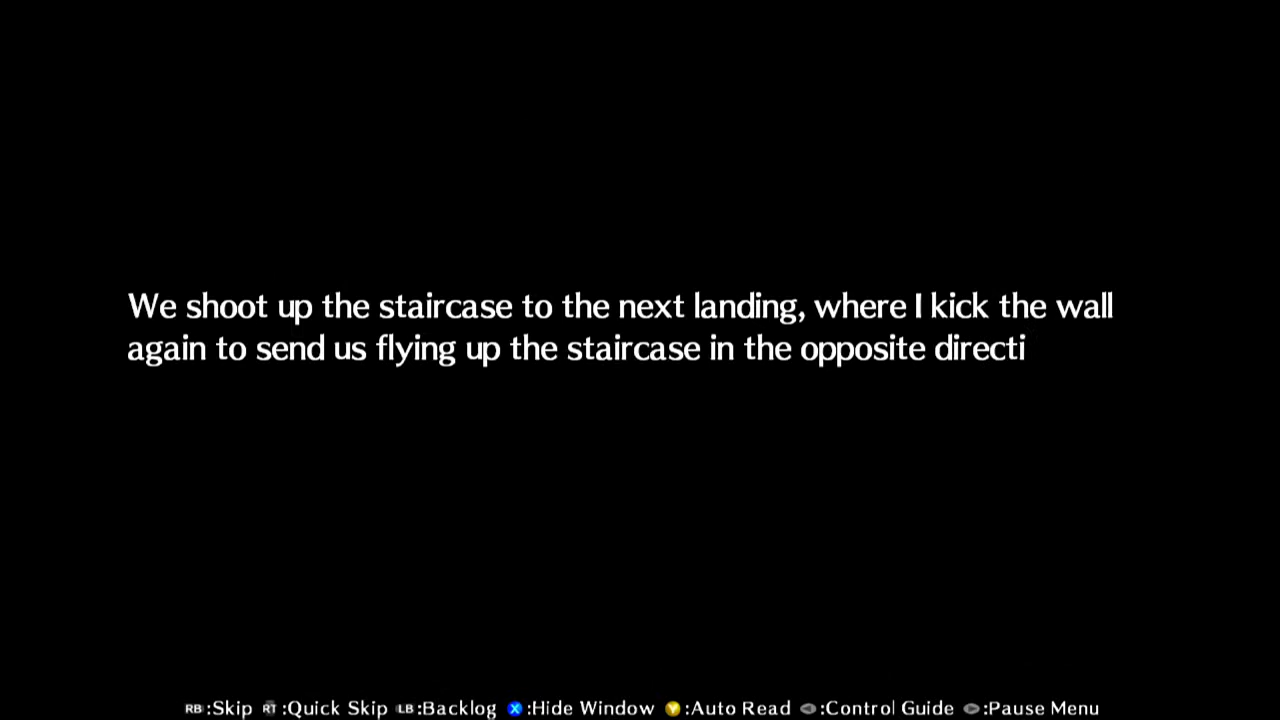 We shoot up the staircase to the next landing, where I kick the wall
again to send us flying up the staircase in the opposite directi
RB:Skip RT:Quick Skip LB:Backlog X:Hide Window Y:Auto Read :Control Guide :Pause Menu